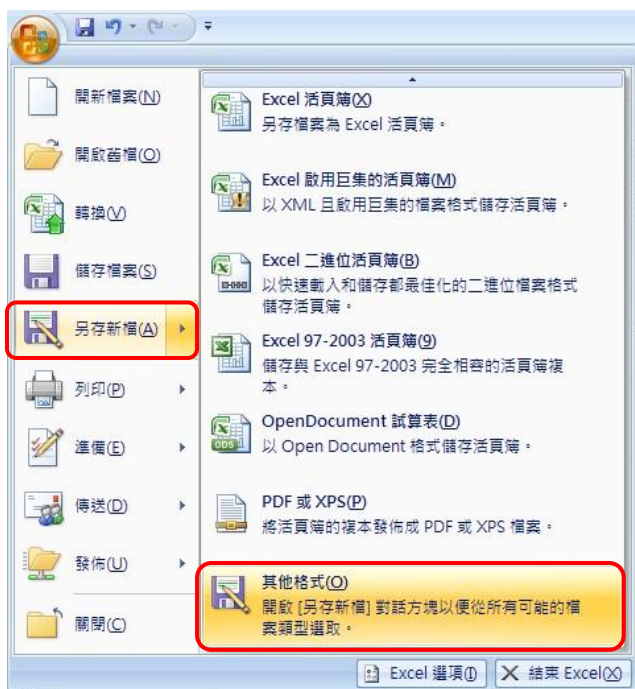 開新檔案(N)
開啟舊檔(O)
轉換(V)
儲存檔案(S)
另存新檔(A)
列印(P)
準備(E)
傳送(D)
發佈(U)
關閉(C)
Excel 活頁簿(X)
另存檔案為 Excel 活頁簿。
Excel 啟用巨集的活頁簿(M)
以 XML 且啟用巨集的檔案格式儲存活頁簿。
Excel 二進位活頁簿(B)
以快速載入和儲存都最佳化的二進位檔案格式
儲存活頁簿。
Excel 97-2003 活頁簿(9)
儲存與 Excel 97-2003 完全相容的活頁簿複
本。
OpenDocument 試算表(D)
ODS
以 Open Document 格式儲存活頁簿。
PDF 或 XPS(P)
將活頁簿的複本發佈成 PDF 或 XPS 檔案。
其他格式(O)
開啟 [另存新檔] 對話方塊以便從所有可能的檔
案類型選取。
Excel 選項(I)
結束 Excel(X)